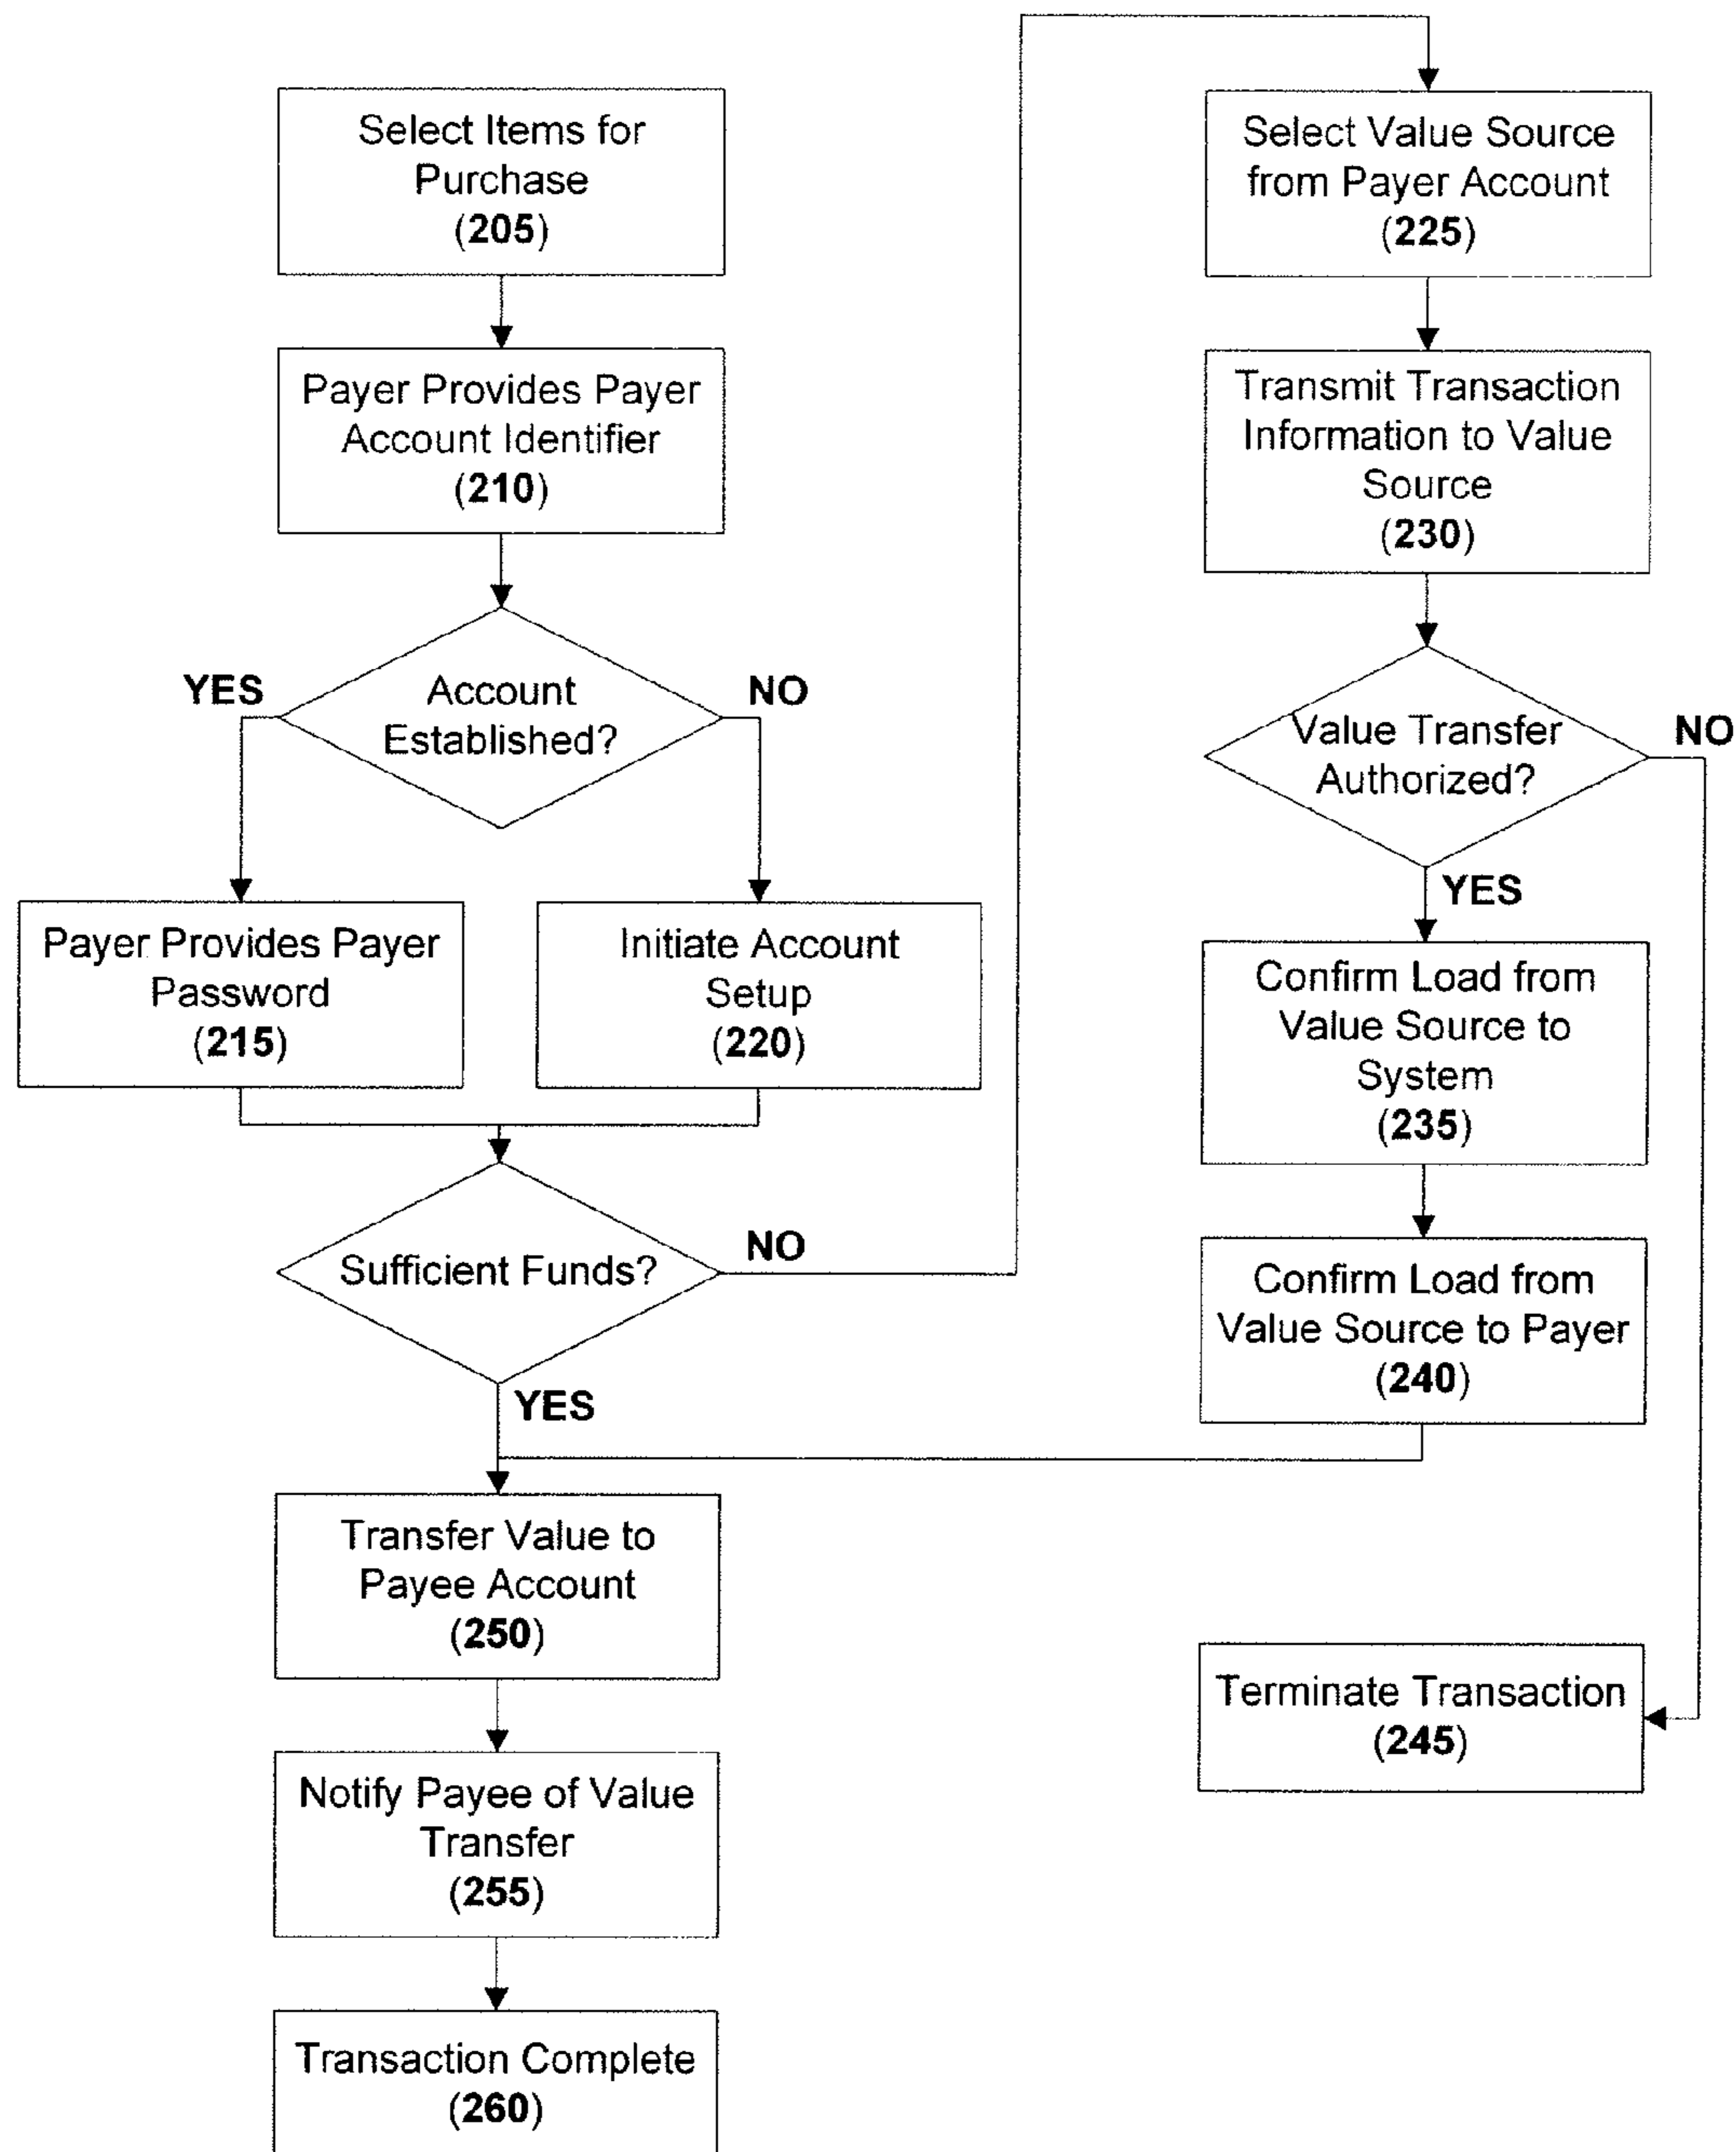 Select Items for
Purchase
(205)
Payer Provides Payer
Account Identifier
(210)
YES
Account
Established?
NO
Payer Provides Payer
Password
(215)
Initiate Account
Setup
(220)
Sufficient Funds?
NO
YES
Transfer Value to
Payee Account
(250)
Notify Payee of Value
Transfer
(255)
Transaction Complete
(260)
Select Value Source
from Payer Account
(225)
Transmit Transaction
Information to Value
Source
(230)
Value Transfer
Authorized?
NO
YES
Confirm Load from
Value Source to
System
(235)
Confirm Load from
Value Source to Payer
(240)
Terminate Transaction
(245)